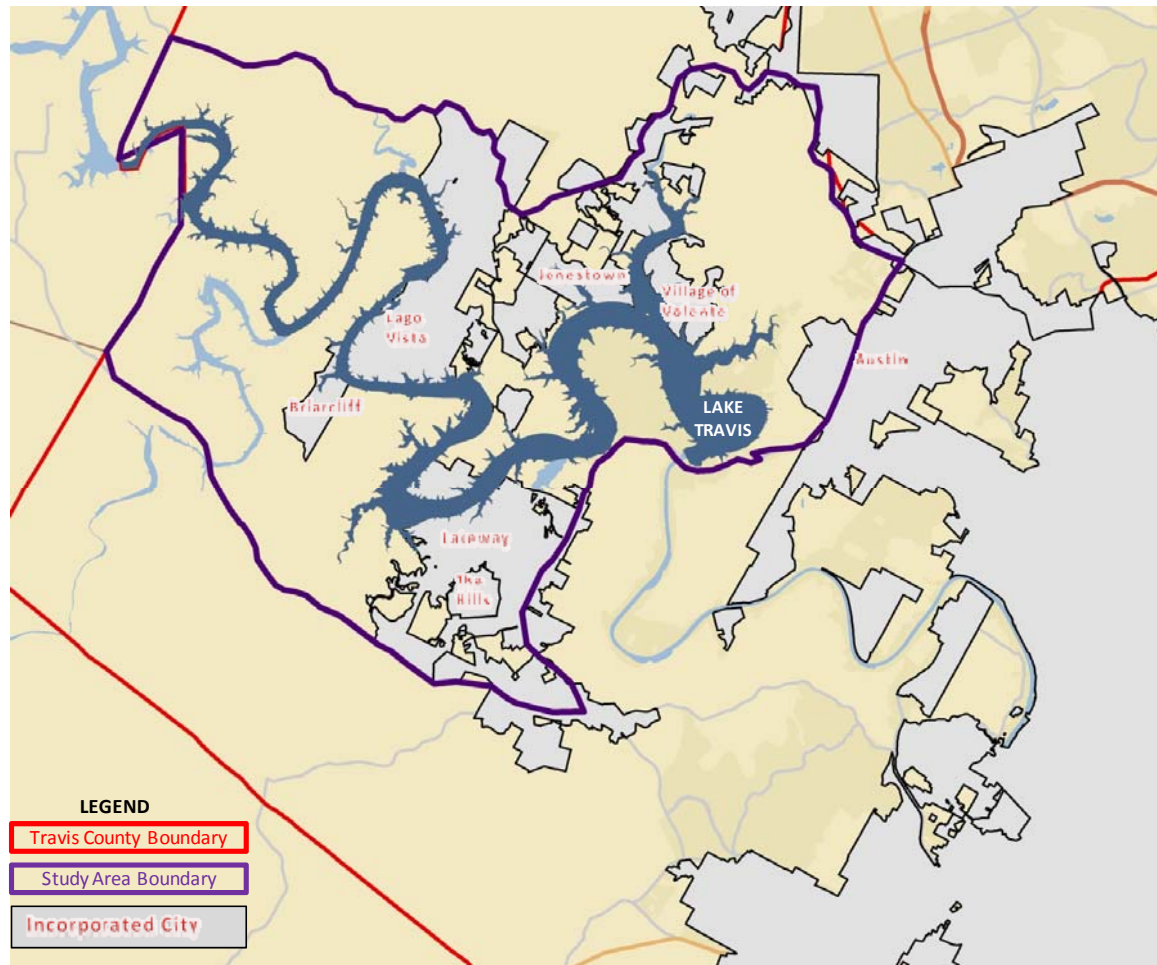 Jonestown
Village of
Volente
Lago
Vista
Austin
Briarcliff
LAKE
TRAVIS
Lakeway
The
Hills
LEGEND
Travis County Boundary
Study Area Boundary
Incorporated City